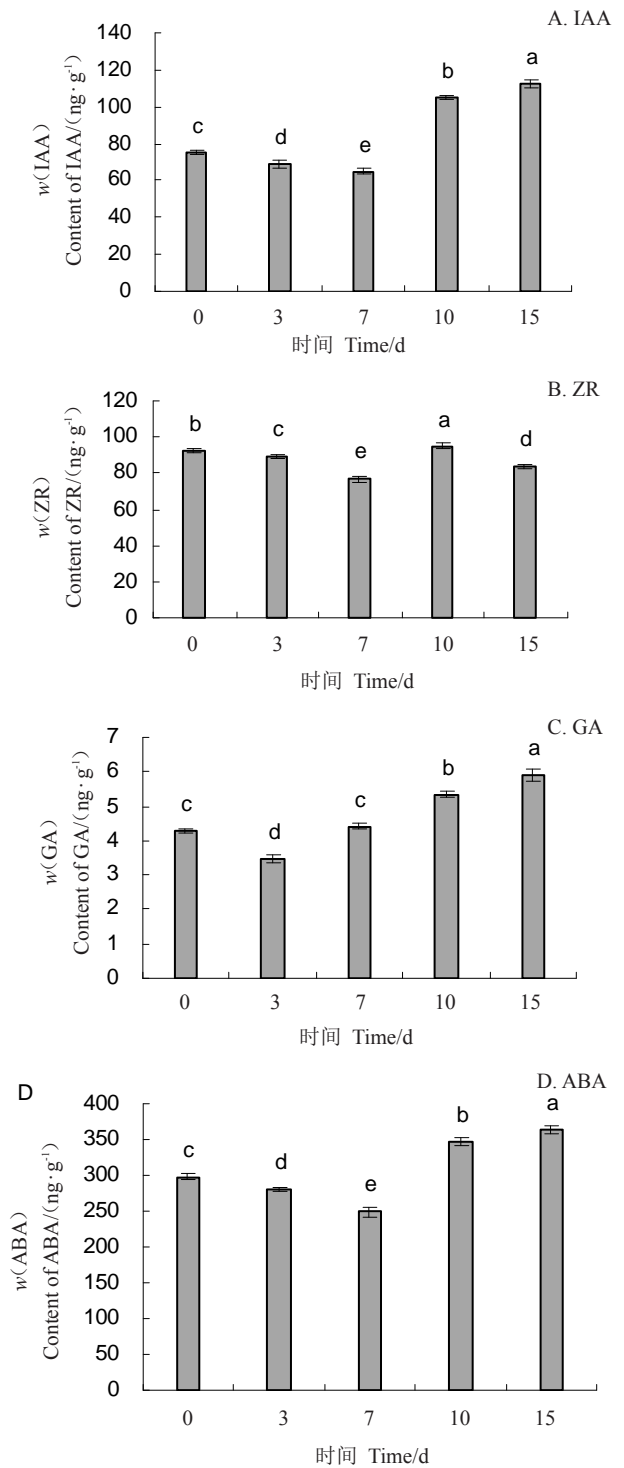 A. IAA
w(IAA)
Content of IAA/(ng·g⁻¹)
140
120
100
80
60
40
20
0
c
d
e
b
a
0 3 7 10 15
时间 Time/d
B. ZR
w(ZR)
Content of ZR/(ng·g⁻¹)
120
100
80
60
40
20
0
b
c
e
a
d
0 3 7 10 15
时间 Time/d
C. GA
w(GA)
Content of GA/(ng·g⁻¹)
7
6
5
4
3
2
1
0
c
d
c
b
a
0 3 7 10 15
时间 Time/d
D
D. ABA
w(ABA)
Content of ABA/(ng·g⁻¹)
400
350
300
250
200
150
100
50
0
c
d
e
b
a
0 3 7 10 15
时间 Time/d